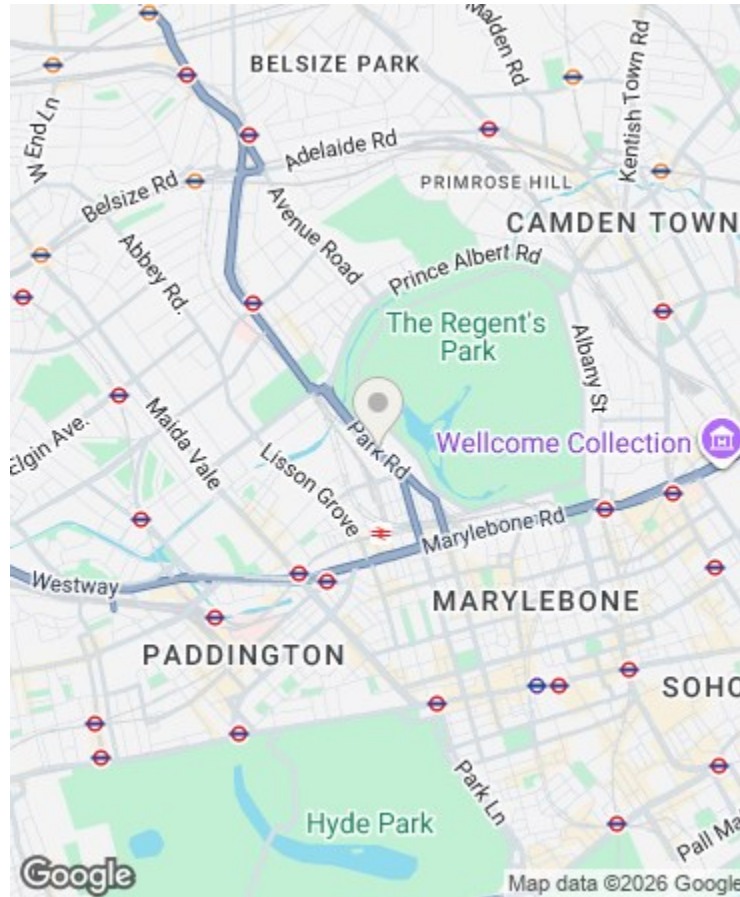 Malden Rd
BELSIZE PARK
Kentish Town Rd
W End Ln
Adelaide Rd
PRIMROSE HILL
Belsize Rd
Avenue Road
CAMDEN TOWN
Abbey Rd.
Prince Albert Rd
The Regent's
Park
Albany St
Maida Vale
Elgin Ave.
Park Rd
Wellcome Collection
Lisson Grove
Marylebone Rd
Westway
MARYLEBONE
PADDINGTON
SOHO
Park Ln
Hyde Park
Pall Ma
Google
Map data ©2026 Google